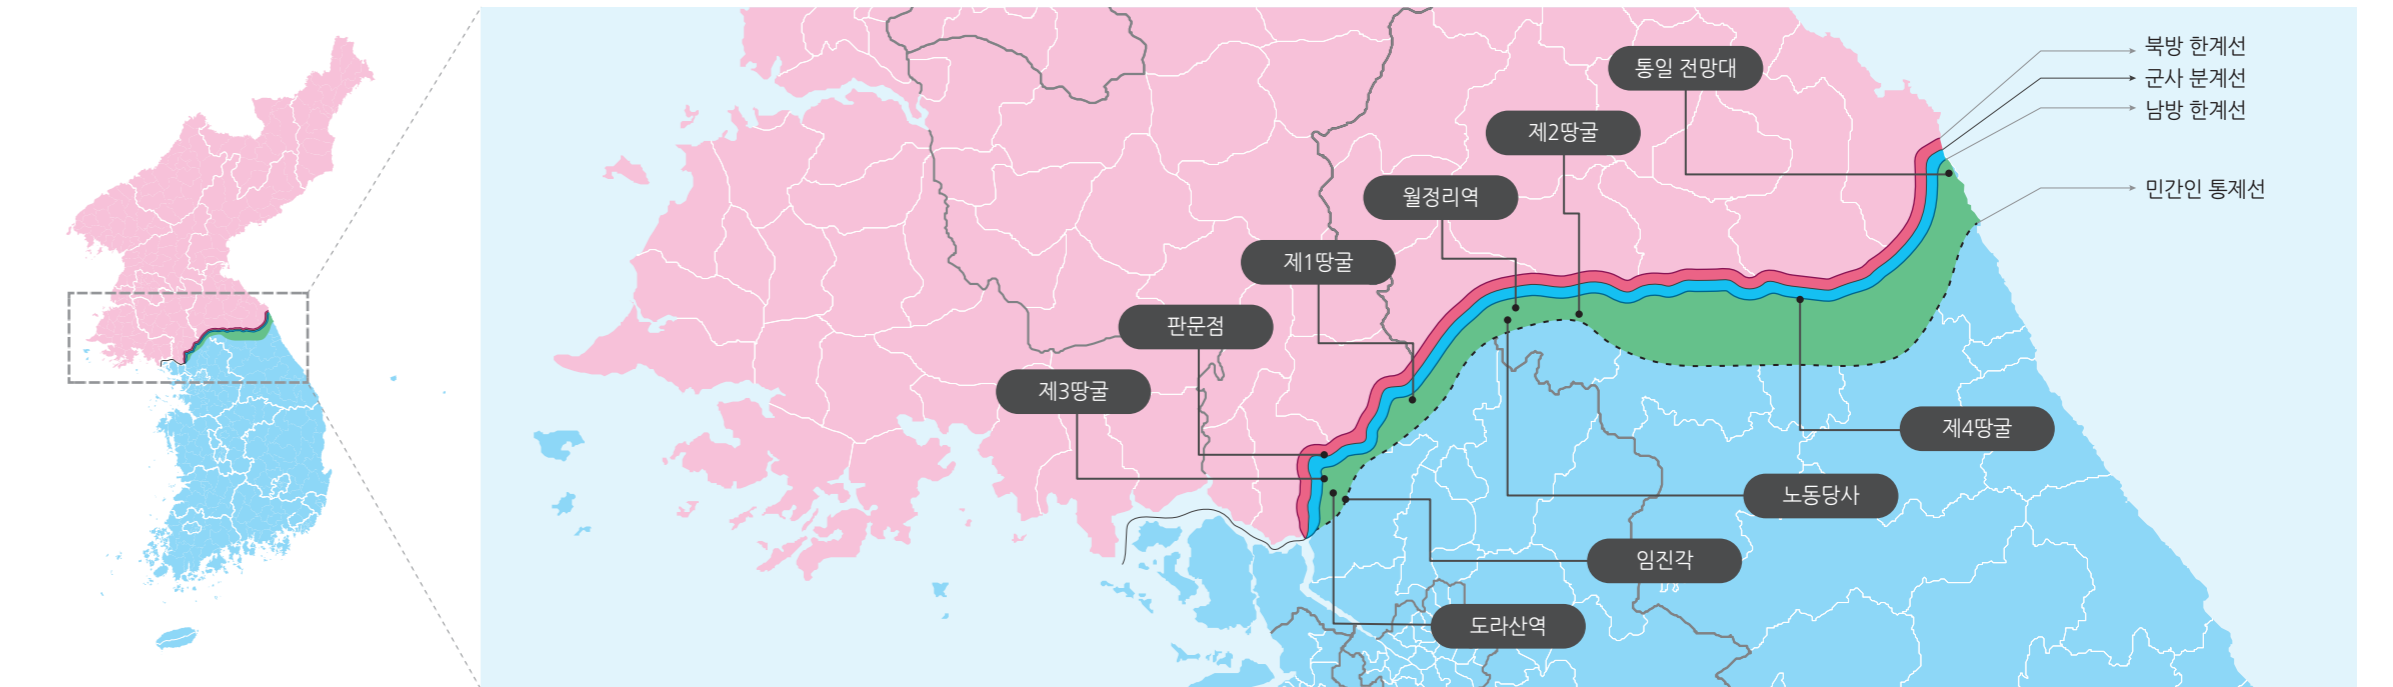 북방 한계선
군사 분계선
남방 한계선
민간인 통제선
통일 전망대
제2땅굴
월정리역
제1땅굴
판문점
제3땅굴
제4땅굴
노동당사
임진각
도라산역